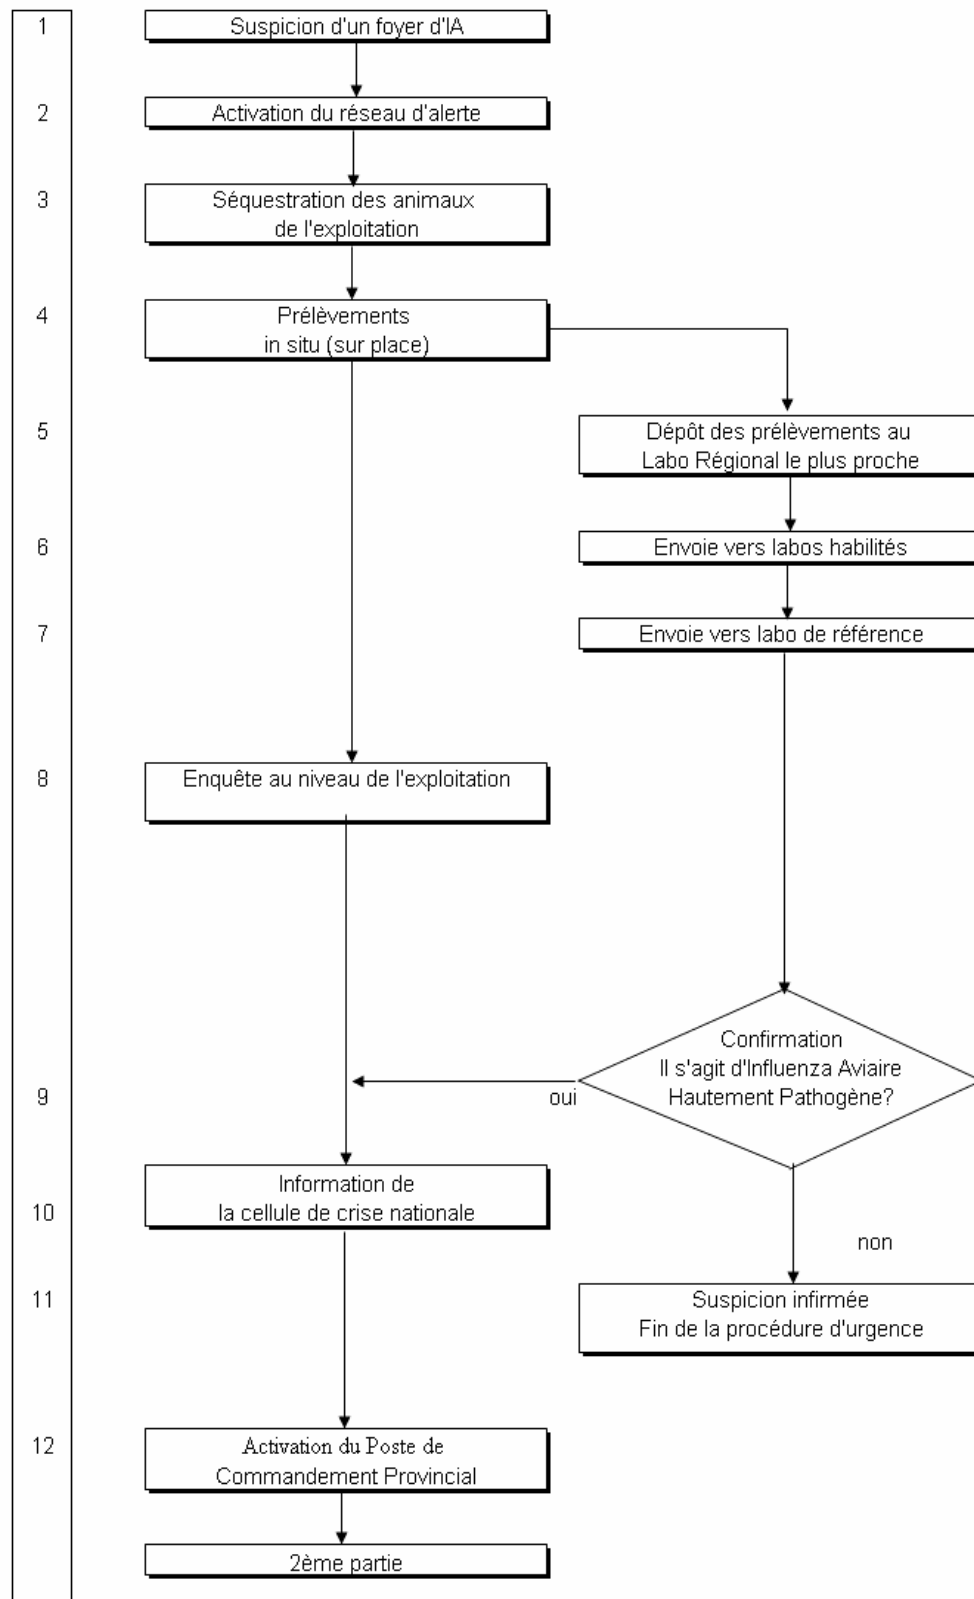 1
Suspicion d'un foyer d'IA
2
Activation du réseau d'alerte
3
Séquestration des animaux
de l'exploitation
4
Prélèvements
in situ (sur place)
5
Dépôt des prélèvements au
Labo Régional le plus proche
6
Envoie vers labos habilités
7
Envoie vers labo de référence
8
Enquête au niveau de l'exploitation
Confirmation
Il s'agit d'Influenza Aviaire
Hautement Pathogène?
9
oui
Information de
la cellule de crise nationale
10
non
11
Suspicion infirmée
Fin de la procédure d'urgence
12
Activation du Poste de
Commandement Provincial
2ème partie